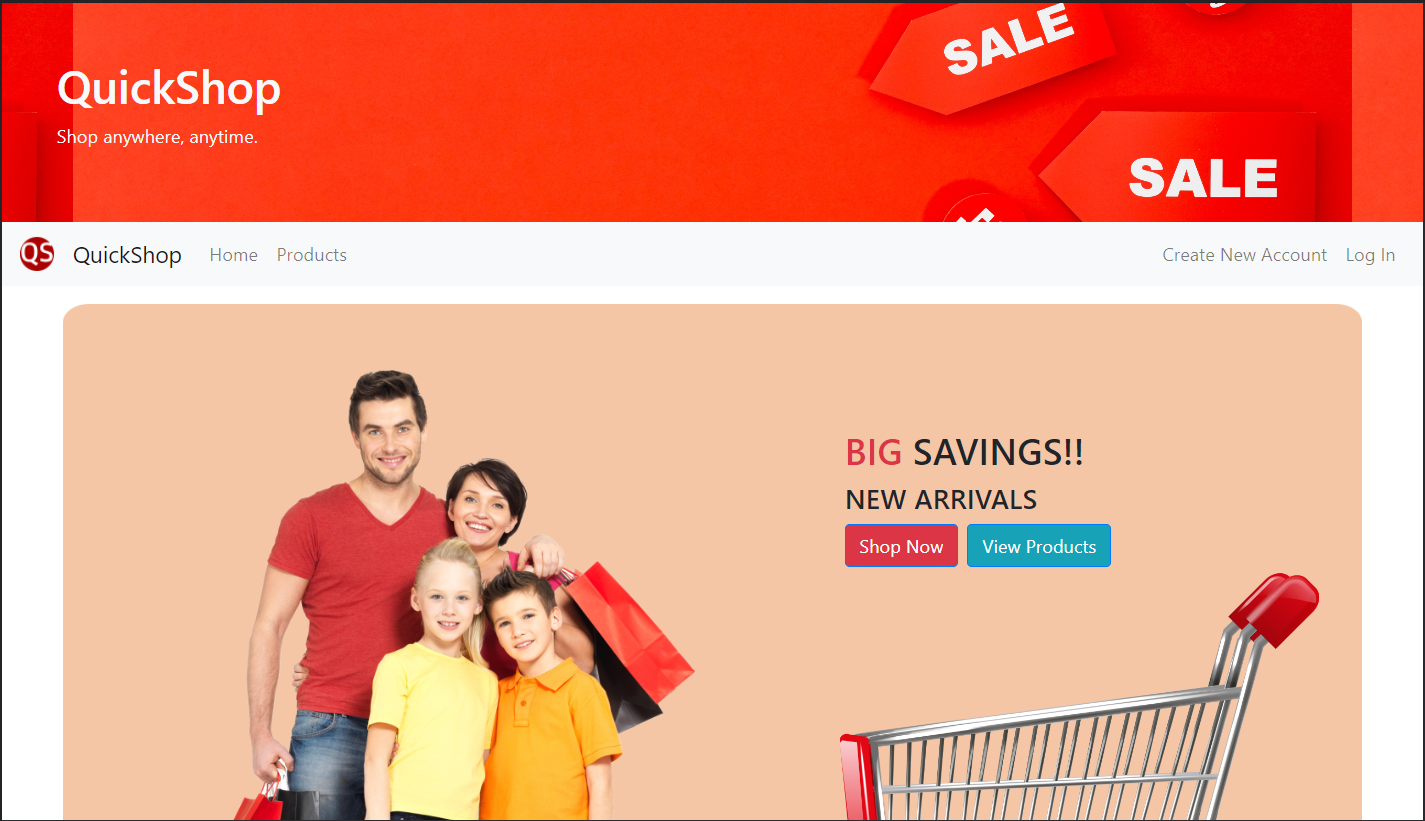 SALE
QuickShop
Shop anywhere, anytime.
SALE
QS QuickShop Home Products Create New Account Log In
BIG SAVINGS!!
NEW ARRIVALS
Shop Now View Products